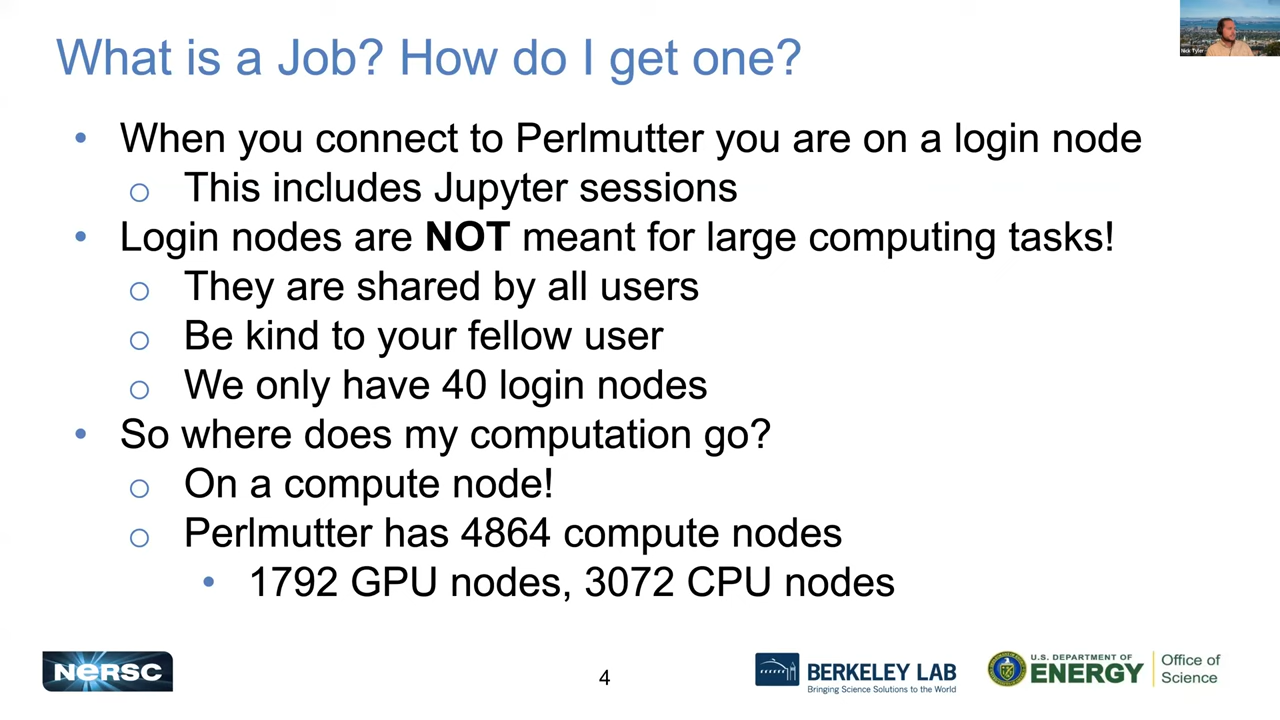 What is a Job? How do I get one?
Nick Tyler
• When you connect to Perlmutter you are on a login node
o This includes Jupyter sessions
• Login nodes are NOT meant for large computing tasks!
o They are shared by all users
o Be kind to your fellow user
o We only have 40 login nodes
• So where does my computation go?
o On a compute node!
o Perlmutter has 4864 compute nodes
• 1792 GPU nodes, 3072 CPU nodes
NERSC
4
BERKELEY LAB
Bringing Science Solutions to the World
U.S. DEPARTMENT OF
ENERGY
Office of
Science